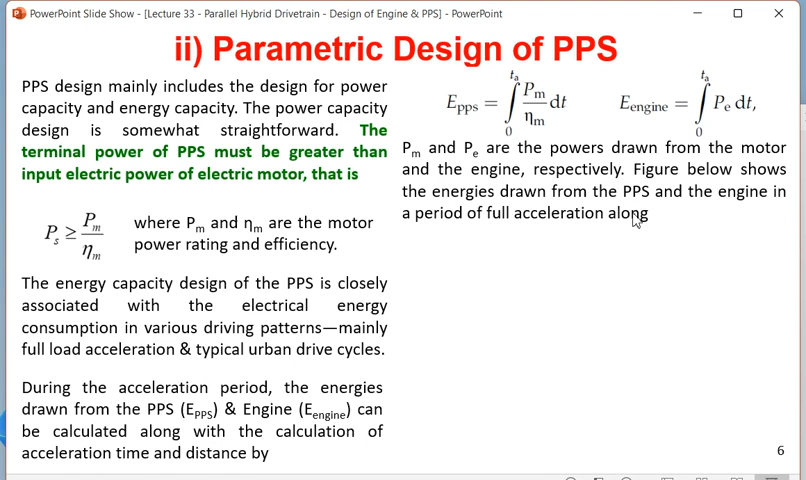 PowerPoint Slide Show - [Lecture 33 - Parallel Hybrid Drivetrain - Design of Engine & PPS] - PowerPoint
ii) Parametric Design of PPS
PPS design mainly includes the design for power
capacity and energy capacity. The power capacity
design is somewhat straightforward. The
terminal power of PPS must be greater than
input electric power of electric motor, that is
Pₛ ≥ Pₘ/ηₘ
where Pₘ and ηₘ are the motor
power rating and efficiency.
The energy capacity design of the PPS is closely
associated with the electrical energy
consumption in various driving patterns—mainly
full load acceleration & typical urban drive cycles.
During the acceleration period, the energies
drawn from the PPS (E_PPS) & Engine (E_engine) can
be calculated along with the calculation of
acceleration time and distance by
E_pps = ∫₀^tₐ Pₘ/ηₘ dt
E_engine = ∫₀^tₐ Pₑ dt,
Pₘ and Pₑ are the powers drawn from the motor
and the engine, respectively. Figure below shows
the energies drawn from the PPS and the engine in
a period of full acceleration along
6